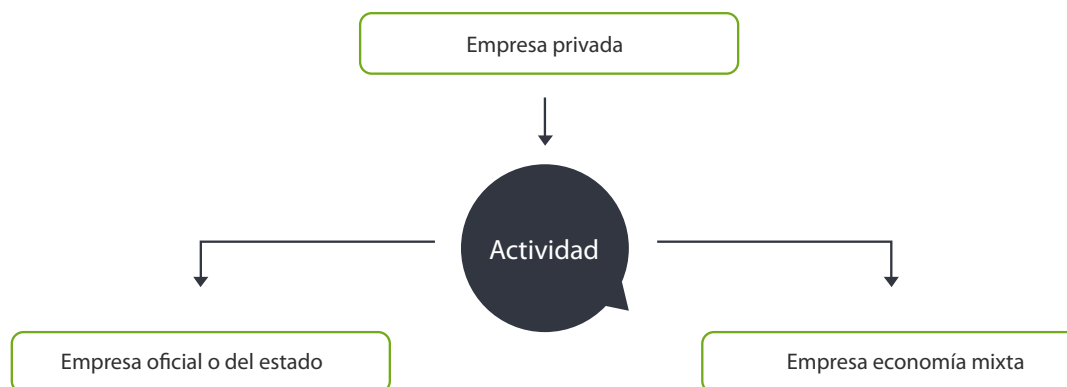 Empresa privada
Actividad
Empresa oficial o del estado
Empresa economía mixta